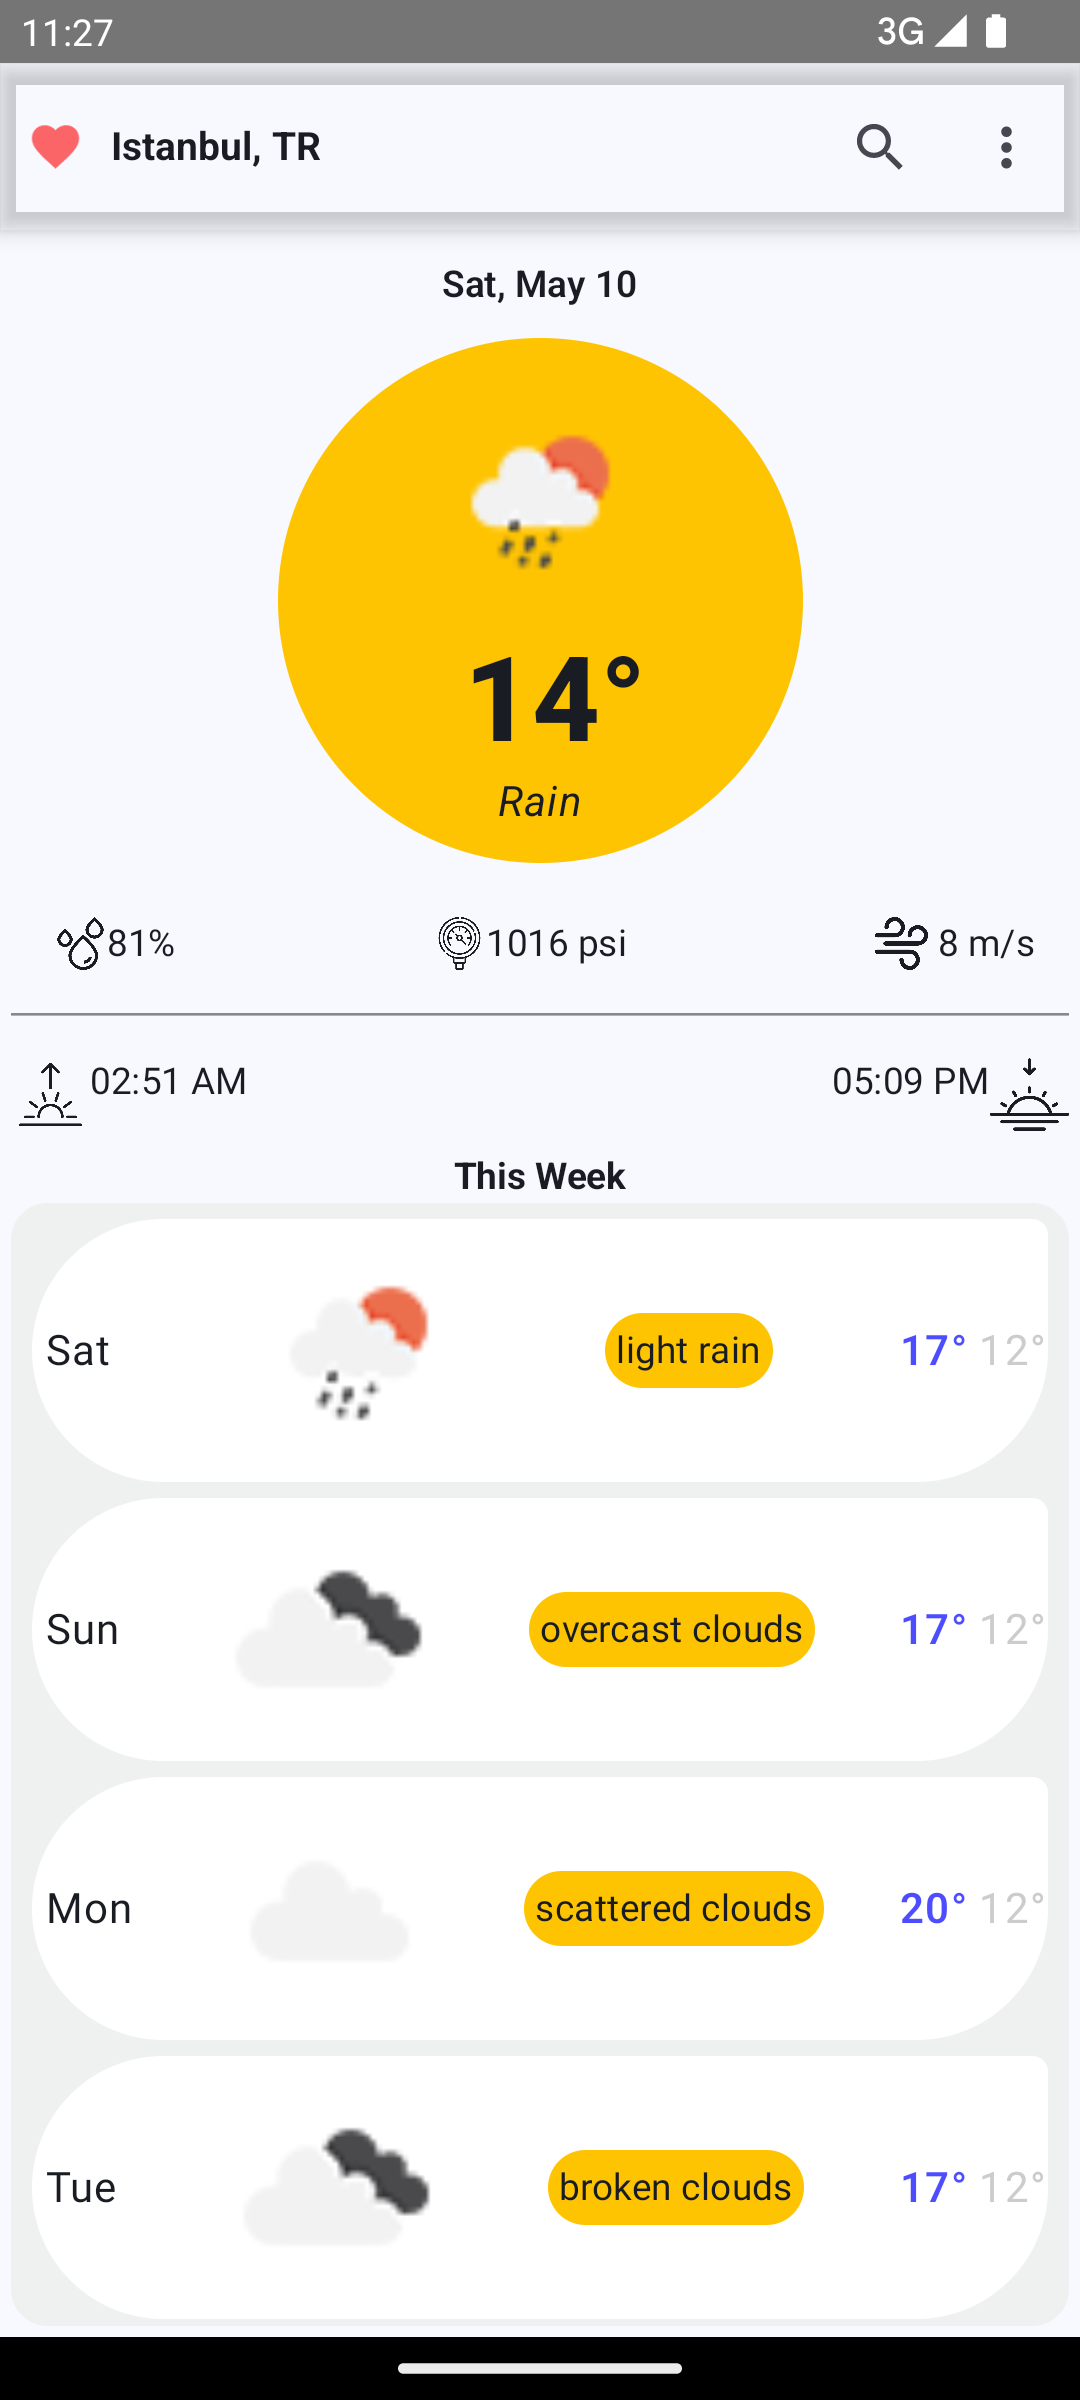 11:27 3G
Istanbul, TR
Sat, May 10
14°
Rain
81% 1016 psi 8 m/s
02:51 AM 05:09 PM
This Week
Sat light rain 17° 12°
Sun overcast clouds 17° 12°
Mon scattered clouds 20° 12°
Tue broken clouds 17° 12°